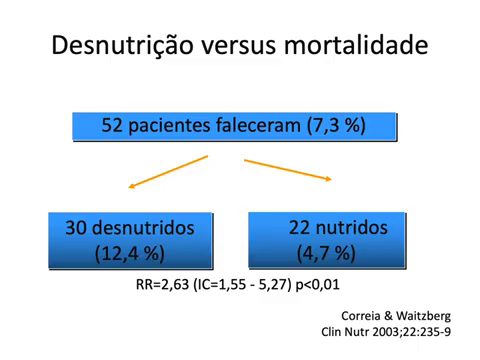 Desnutrição versus mortalidade
52 pacientes faleceram (7,3 %)
30 desnutridos
(12,4 %)
22 nutridos
(4,7 %)
RR=2,63 (IC=1,55 - 5,27) p<0,01
Correia & Waitzberg
Clin Nutr 2003;22:235-9